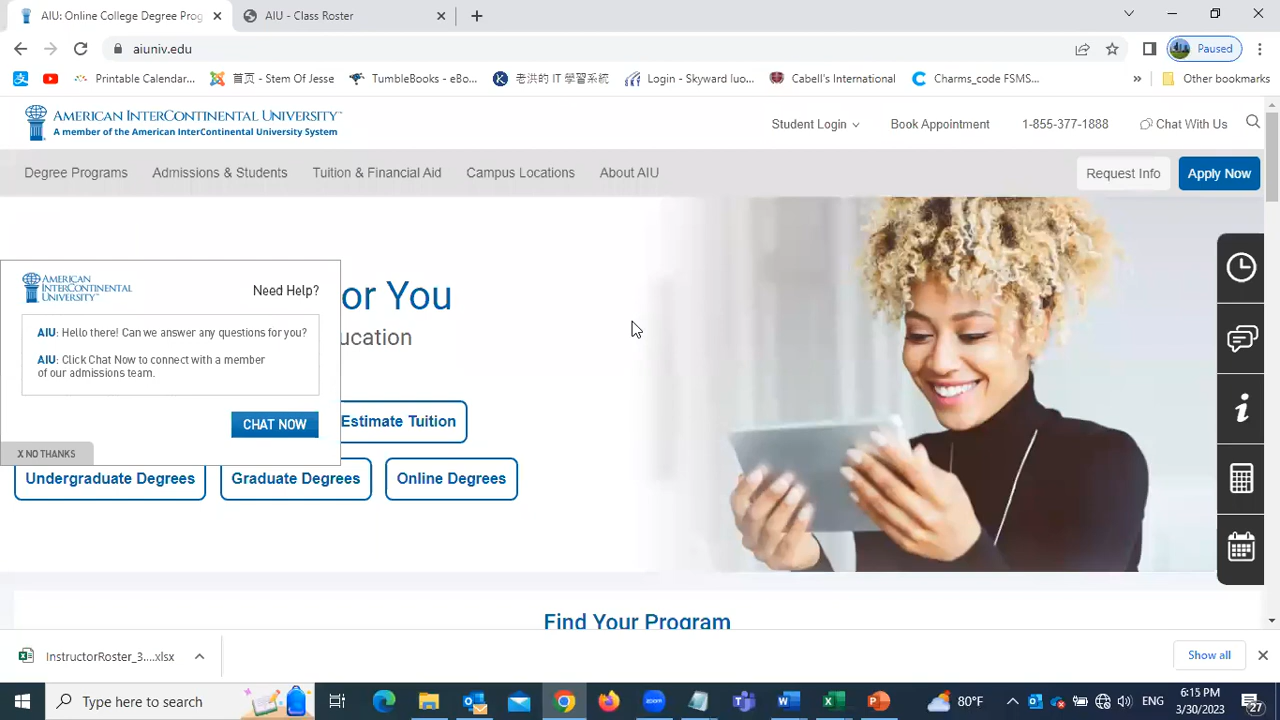 AIU: Online College Degree Prog
AIU - Class Roster
aiuniv.edu
Paused
Printable Calendar...
首页 - Stem Of Jesse
TumbleBooks - eBo...
老洪的 IT 學習系統
Login - Skyward luo...
Cabell's International
Charms_code FSMS...
»
Other bookmarks
AMERICAN INTERCONTINENTAL UNIVERSITY™
A member of the American InterContinental University System
Student Login
Book Appointment
1-855-377-1888
Chat With Us
Degree Programs
Admissions & Students
Tuition & Financial Aid
Campus Locations
About AIU
Request Info
Apply Now
AMERICAN
INTERCONTINENTAL
UNIVERSITY™
Need Help?
AIU: Hello there! Can we answer any questions for you?
AIU: Click Chat Now to connect with a member
of our admissions team.
CHAT NOW
X NO THANKS
or You
ucation
Estimate Tuition
Undergraduate Degrees
Graduate Degrees
Online Degrees
Find Your Program
InstructorRoster_3....xlsx
Show all
Type here to search
80°F
ENG
6:15 PM
3/30/2023
27